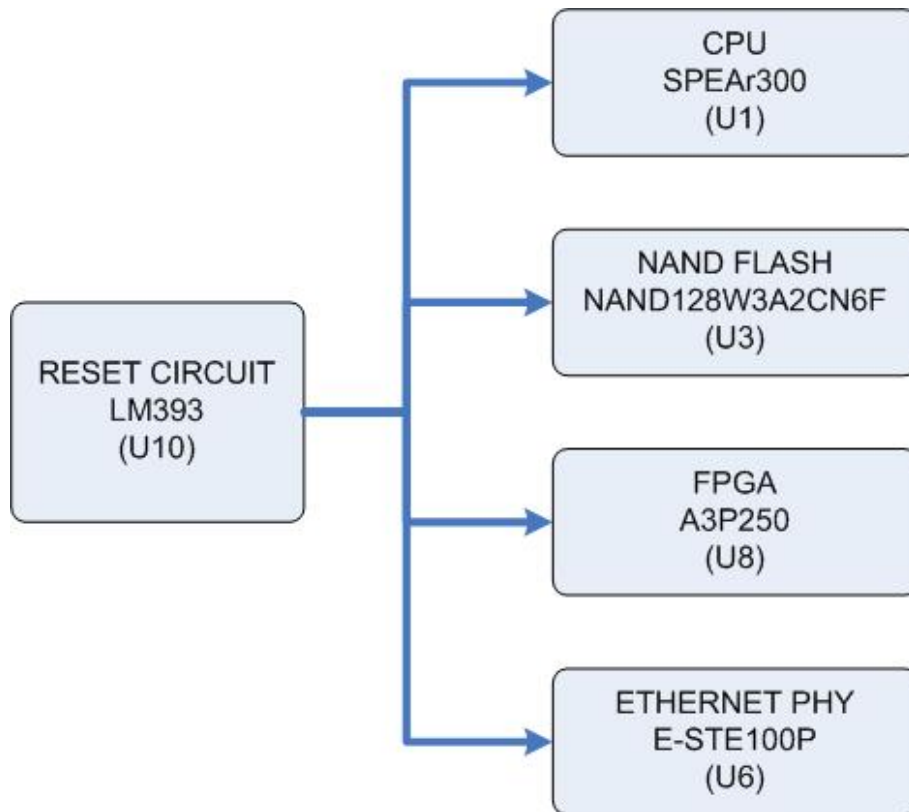 CPU
SPEAr300
(U1)
NAND FLASH
NAND128W3A2CN6F
(U3)
RESET CIRCUIT
LM393
(U10)
FPGA
A3P250
(U8)
ETHERNET PHY
E-STE100P
(U6)